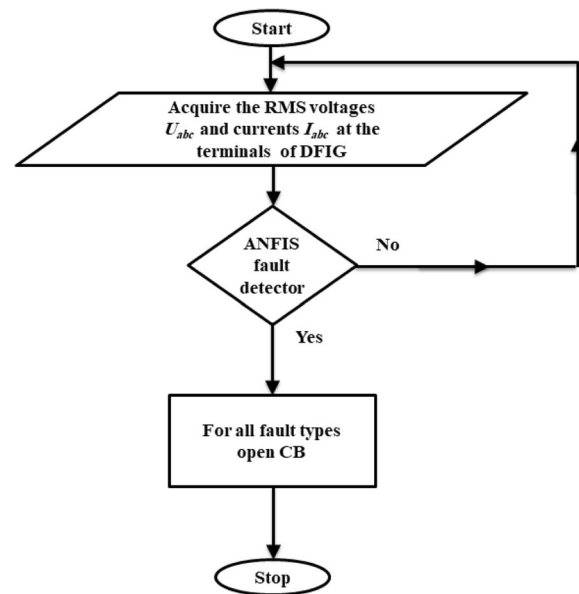 Start
Acquire the RMS voltages
Uabc and currents Iabc at the
terminals of DFIG
ANFIS
fault
detector
No
Yes
For all fault types
open CB
Stop